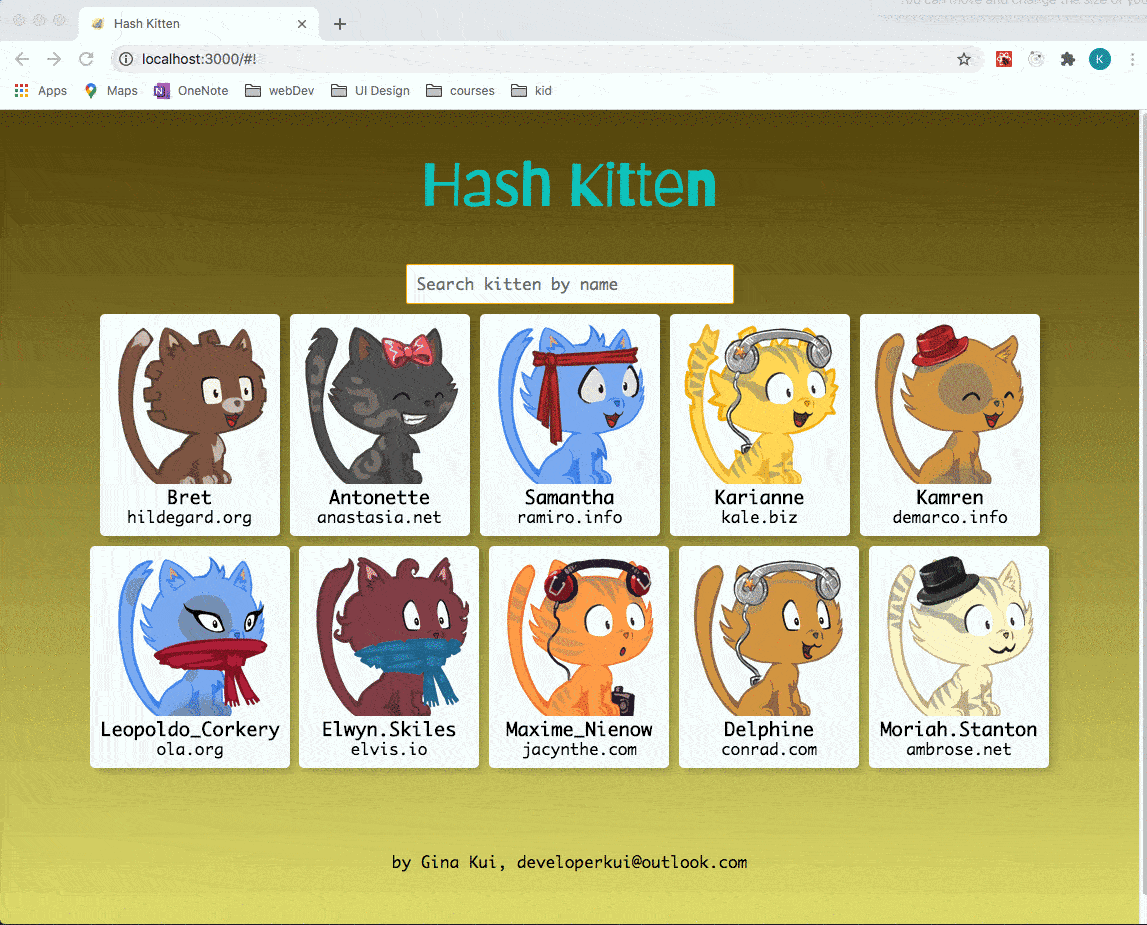 Hash Kitten
localhost:3000/#!
K
Apps Maps OneNote webDev UI Design courses kid
Hash Kitten
Search kitten by name
Bret Antonette Samantha Karianne Kamren
hildegard.org anastasia.net ramiro.info kale.biz demarco.info
Leopoldo_Corkery Elwyn.Skiles Maxime_Nienow Delphine Moriah.Stanton
ola.org elvis.io jacynthe.com conrad.com ambrose.net
by Gina Kui, developerkui@outlook.com